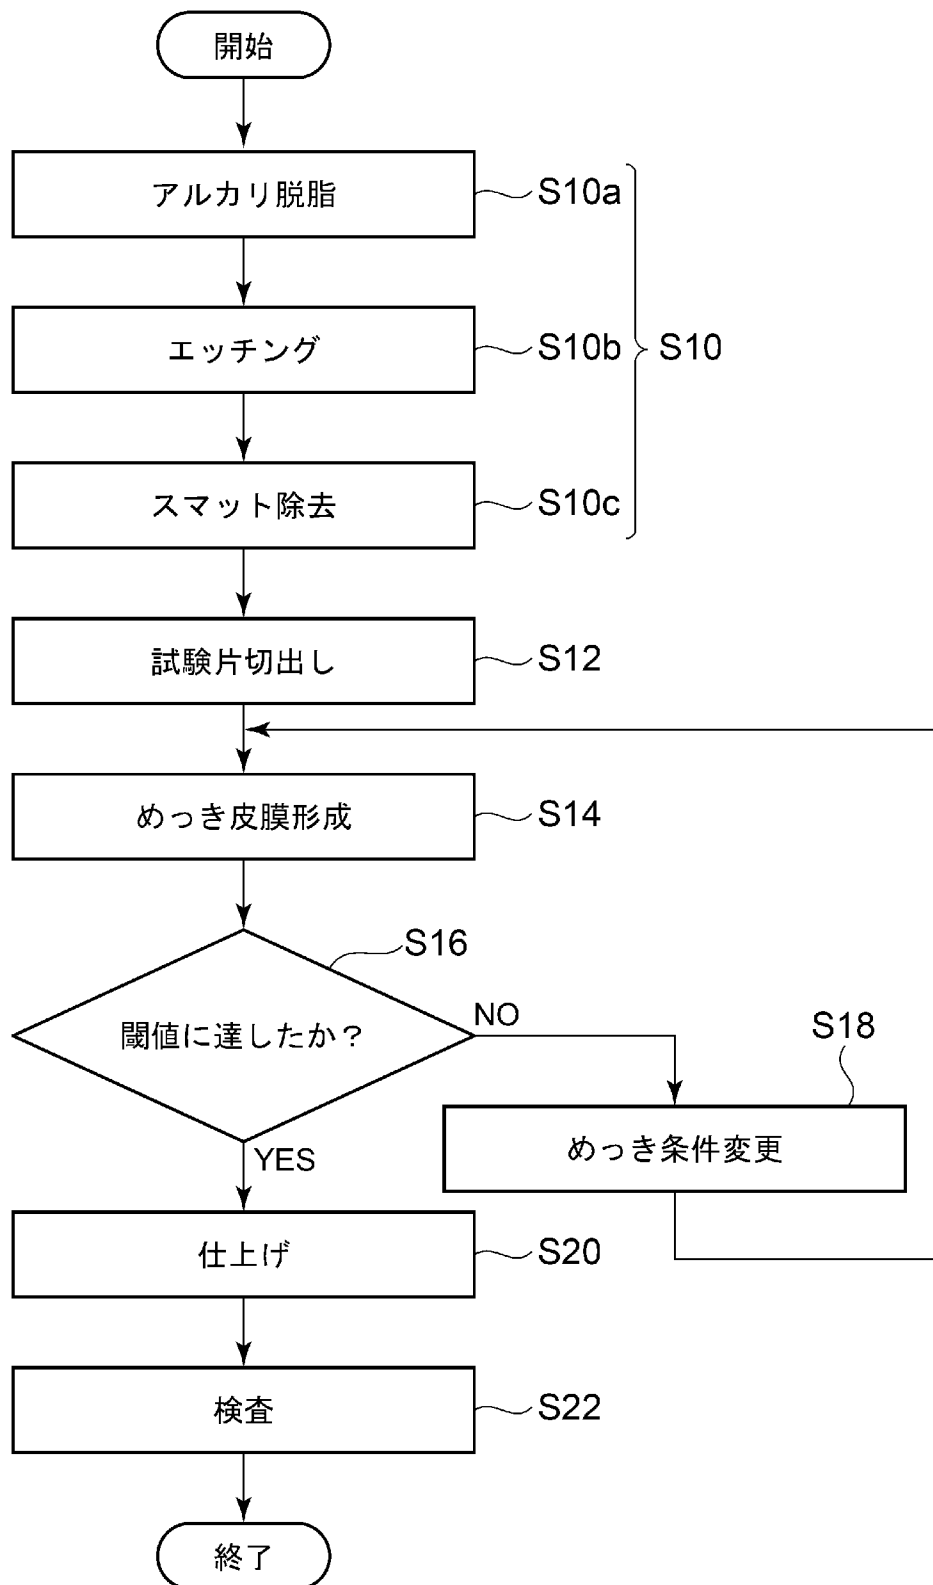 開始
アルカリ脱脂
S10a
エッチング
S10b
S10
スマット除去
S10c
試験片切出し
S12
めっき皮膜形成
S14
S16
閾値に達したか？
NO
S18
めっき条件変更
YES
仕上げ
S20
検査
S22
終了